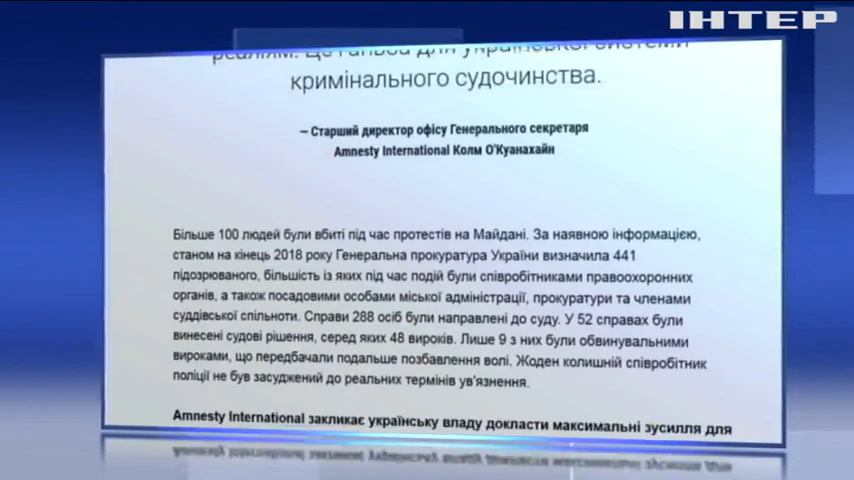 ІНТЕР
кримінального судочинства.
— Старший директор офісу Генерального секретаря
Amnesty International Колм О'Куанахайн
Більше 100 людей були вбиті під час протестів на Майдані. За наявною інформацією,
станом на кінець 2018 року Генеральна прокуратура України визначила 441
підозрюваного, більшість із яких під час подій були співробітниками правоохоронних
органів, а також посадовими особами міської адміністрації, прокуратури та членами
суддівської спільноти. Справи 288 осіб були направлені до суду. У 52 справах були
винесені судові рішення, серед яких 48 вироків. Лише 9 з них були обвинувальними
вироками, що передбачали подальше позбавлення волі. Жоден колишній співробітник
поліції не був засуджений до реальних термінів ув'язнення.
Amnesty International закликає українську владу докласти максимальні зусилля для